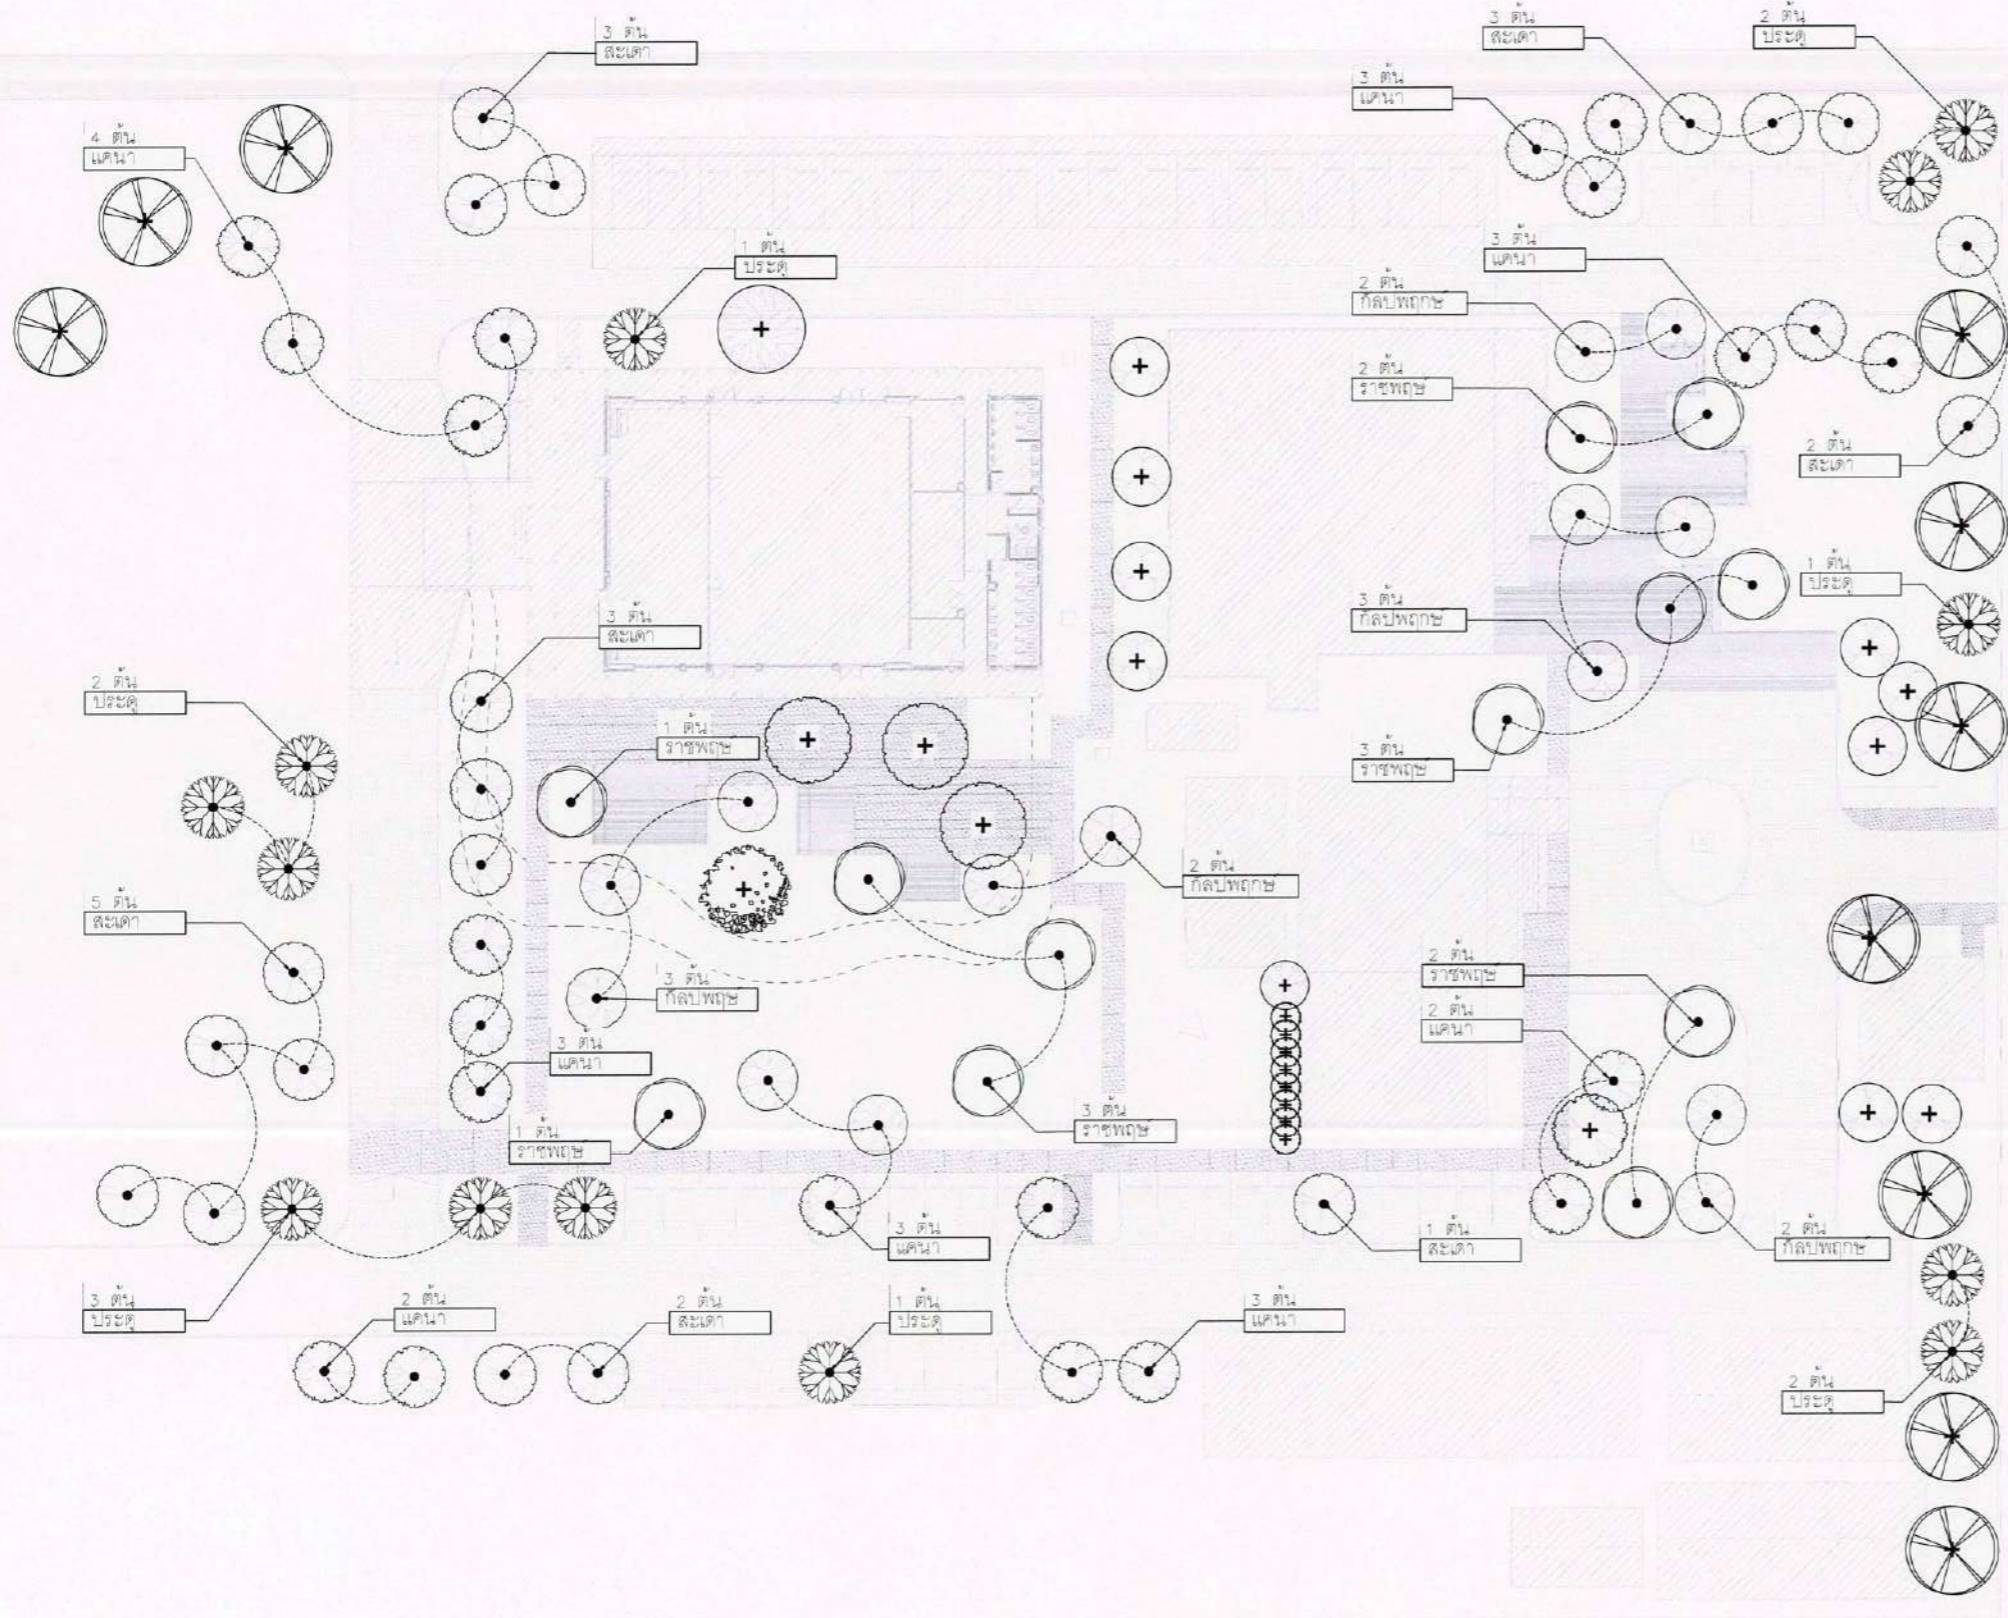 3 ต้น
สะเดา
3 ต้น
สะเดา
2 ต้น
ประดู่
3 ต้น
แคนา
4 ต้น
แคนา
1 ต้น
ประดู่
3 ต้น
แคนา
2 ต้น
กัลปพฤกษ์
2 ต้น
ราชพฤษ์
2 ต้น
สะเดา
1 ต้น
ประดู่
3 ต้น
กัลปพฤกษ์
3 ต้น
สะเดา
2 ต้น
ประดู่
1 ต้น
ราชพฤษ์
3 ต้น
ราชพฤษ์
2 ต้น
กัลปพฤกษ์
5 ต้น
สะเดา
3 ต้น
กัลปพฤษ์
2 ต้น
ราชพฤษ์
2 ต้น
แคนา
3 ต้น
แคนา
1 ต้น
ราชพฤษ์
3 ต้น
ราชพฤษ์
3 ต้น
แคนา
1 ต้น
สะเดา
2 ต้น
กัลปพฤกษ์
3 ต้น
ประดู่
2 ต้น
แคนา
2 ต้น
สะเดา
1 ต้น
ประดู่
3 ต้น
แคนา
2 ต้น
ประดู่